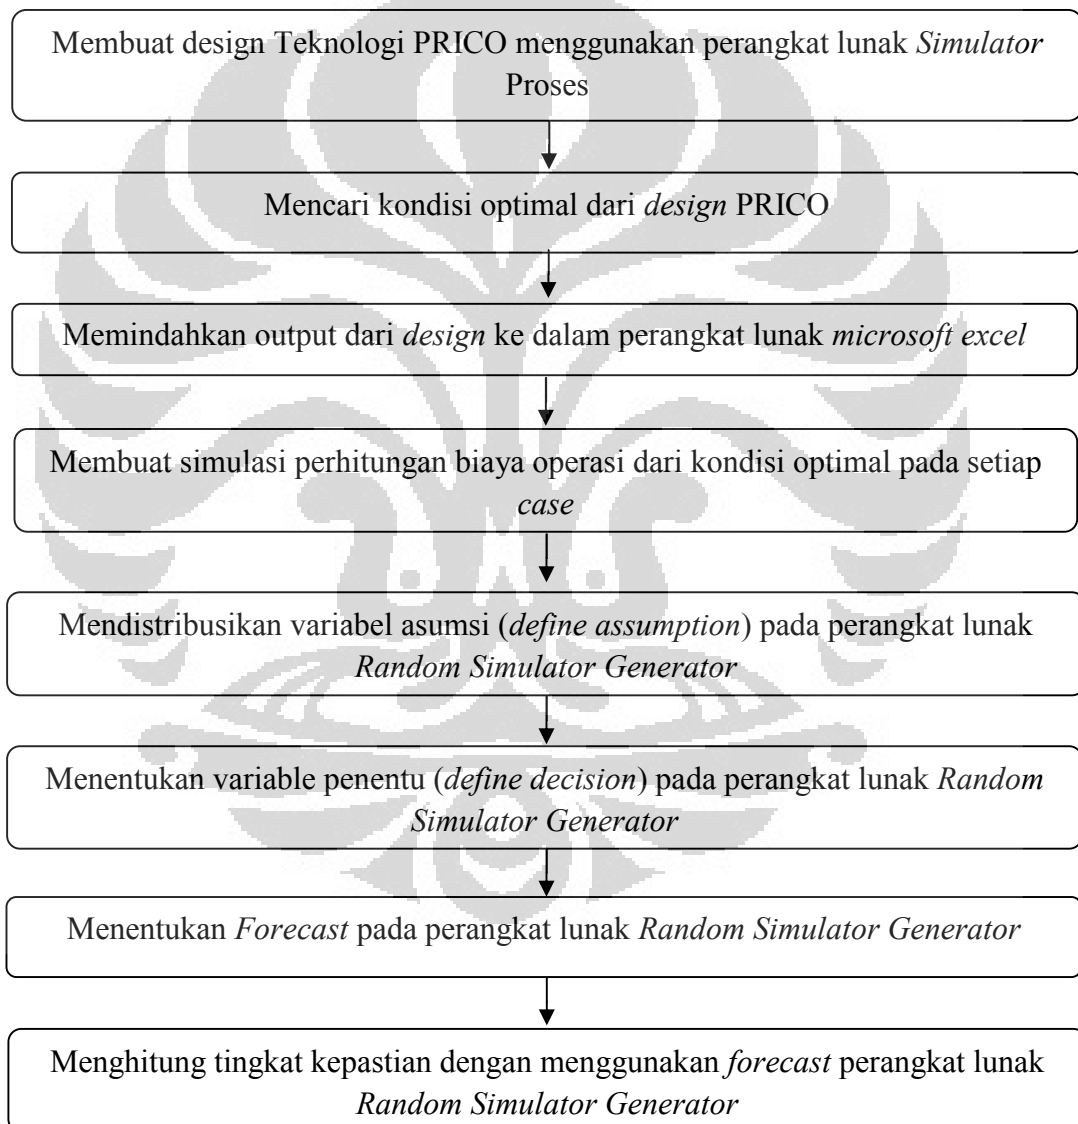 Membuat design Teknologi PRICO menggunakan perangkat lunak Simulator
Proses
Mencari kondisi optimal dari design PRICO
Memindahkan output dari design ke dalam perangkat lunak microsoft excel
Membuat simulasi perhitungan biaya operasi dari kondisi optimal pada setiap
case
Mendistribusikan variabel asumsi (define assumption) pada perangkat lunak
Random Simulator Generator
Menentukan variable penentu (define decision) pada perangkat lunak Random
Simulator Generator
Menentukan Forecast pada perangkat lunak Random Simulator Generator
Menghitung tingkat kepastian dengan menggunakan forecast perangkat lunak
Random Simulator Generator